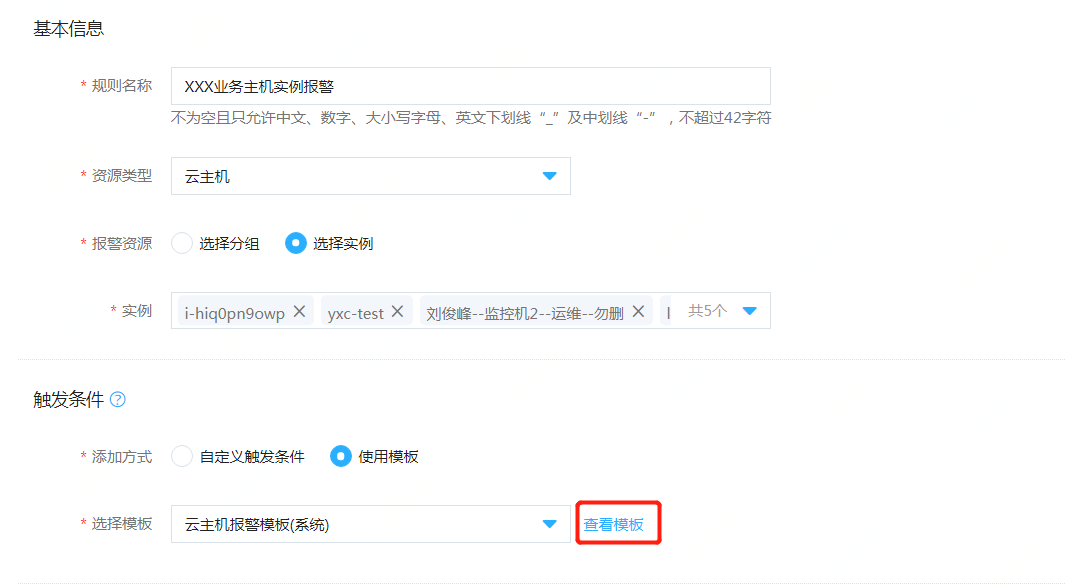 基本信息
* 规则名称 XXX业务主机实例报警
不为空且只允许中文、数字、大小写字母、英文下划线“_”及中划线“-”，不超过42字符
* 资源类型 云主机
* 报警资源 选择分组 选择实例
* 实例 i-hiq0pn9owp yxc-test 刘俊峰--监控机2--运维--勿删 共5个
触发条件
* 添加方式 自定义触发条件 使用模板
* 选择模板 云主机报警模板(系统) 查看模板